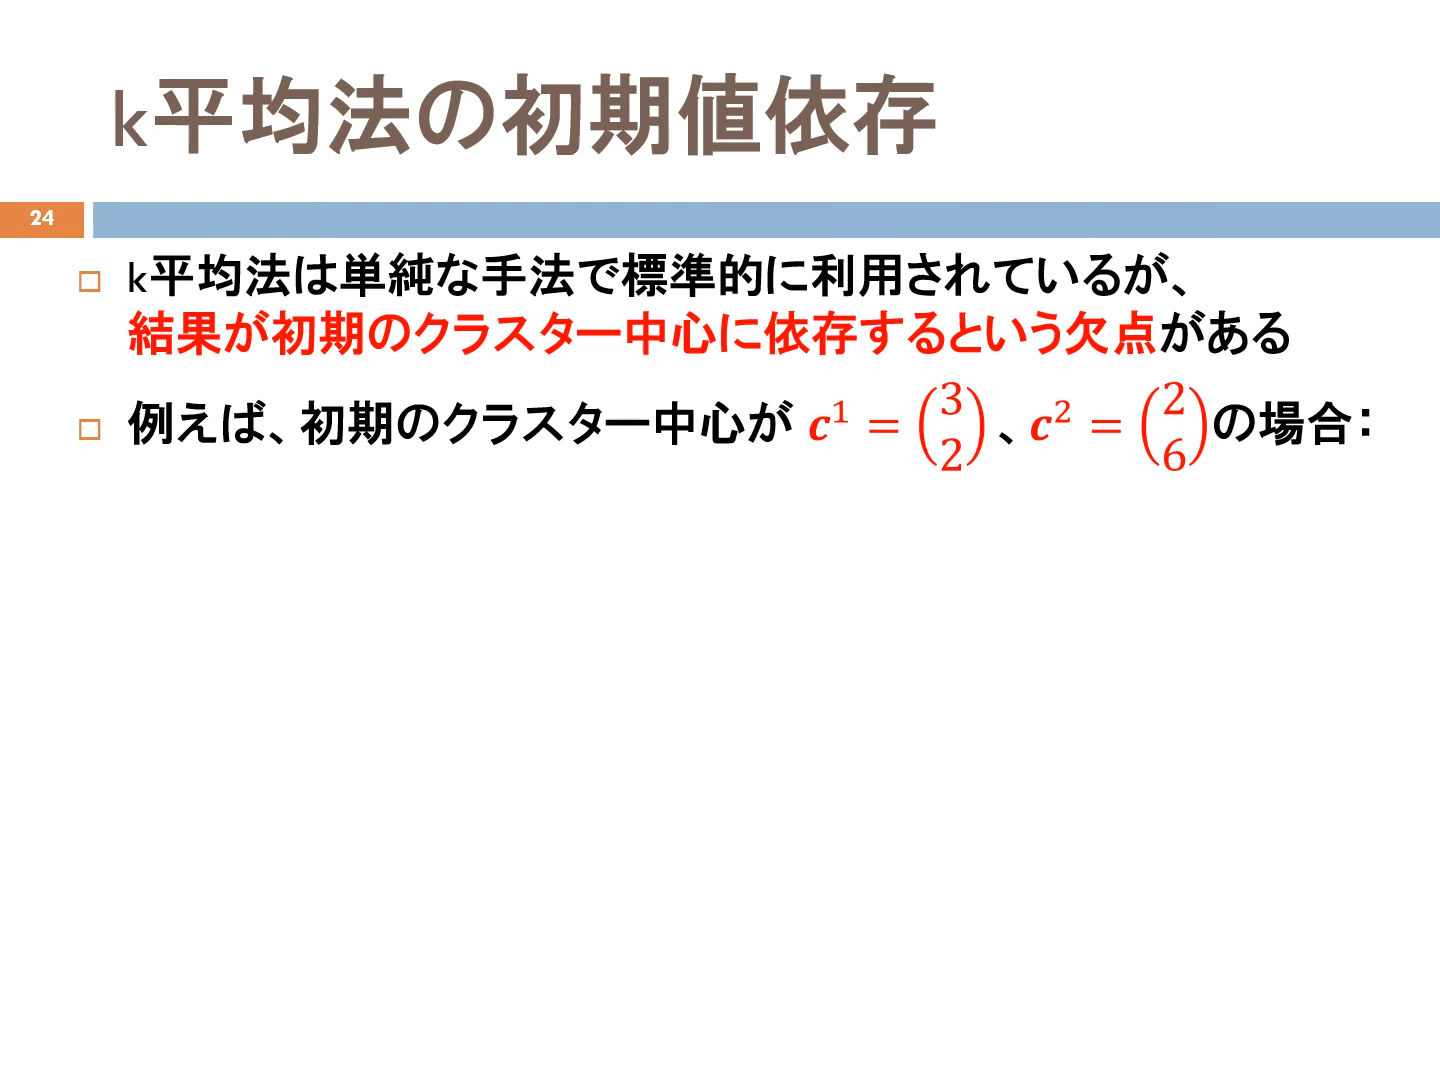 k平均法の初期値依存
24
k平均法は単純な手法で標準的に利用されているが、
結果が初期のクラスター中心に依存するという欠点がある
例えば、初期のクラスター中心が c¹ = (3 2)、c² = (2 6)の場合：